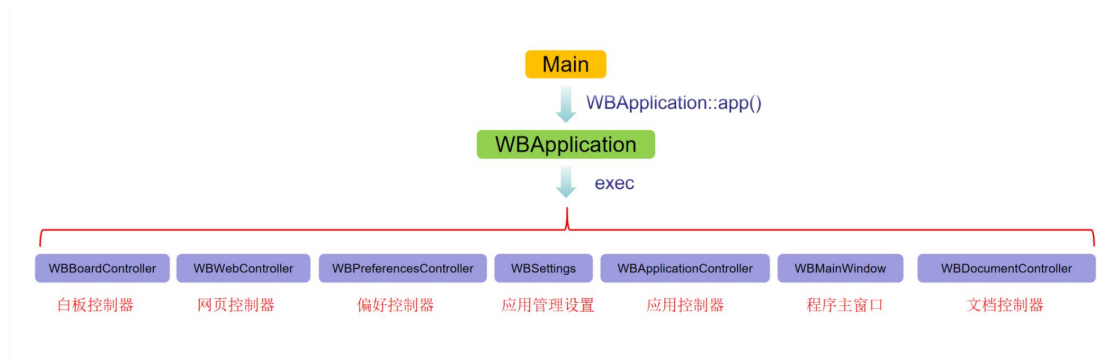 Main
WBApplication::app()
WBApplication
exec
WBBoardController
WBWebController
WBPreferencesController
WBSettings
WBApplicationController
WBMainWindow
WBDocumentController
白板控制器
网页控制器
偏好控制器
应用管理设置
应用控制器
程序主窗口
文档控制器